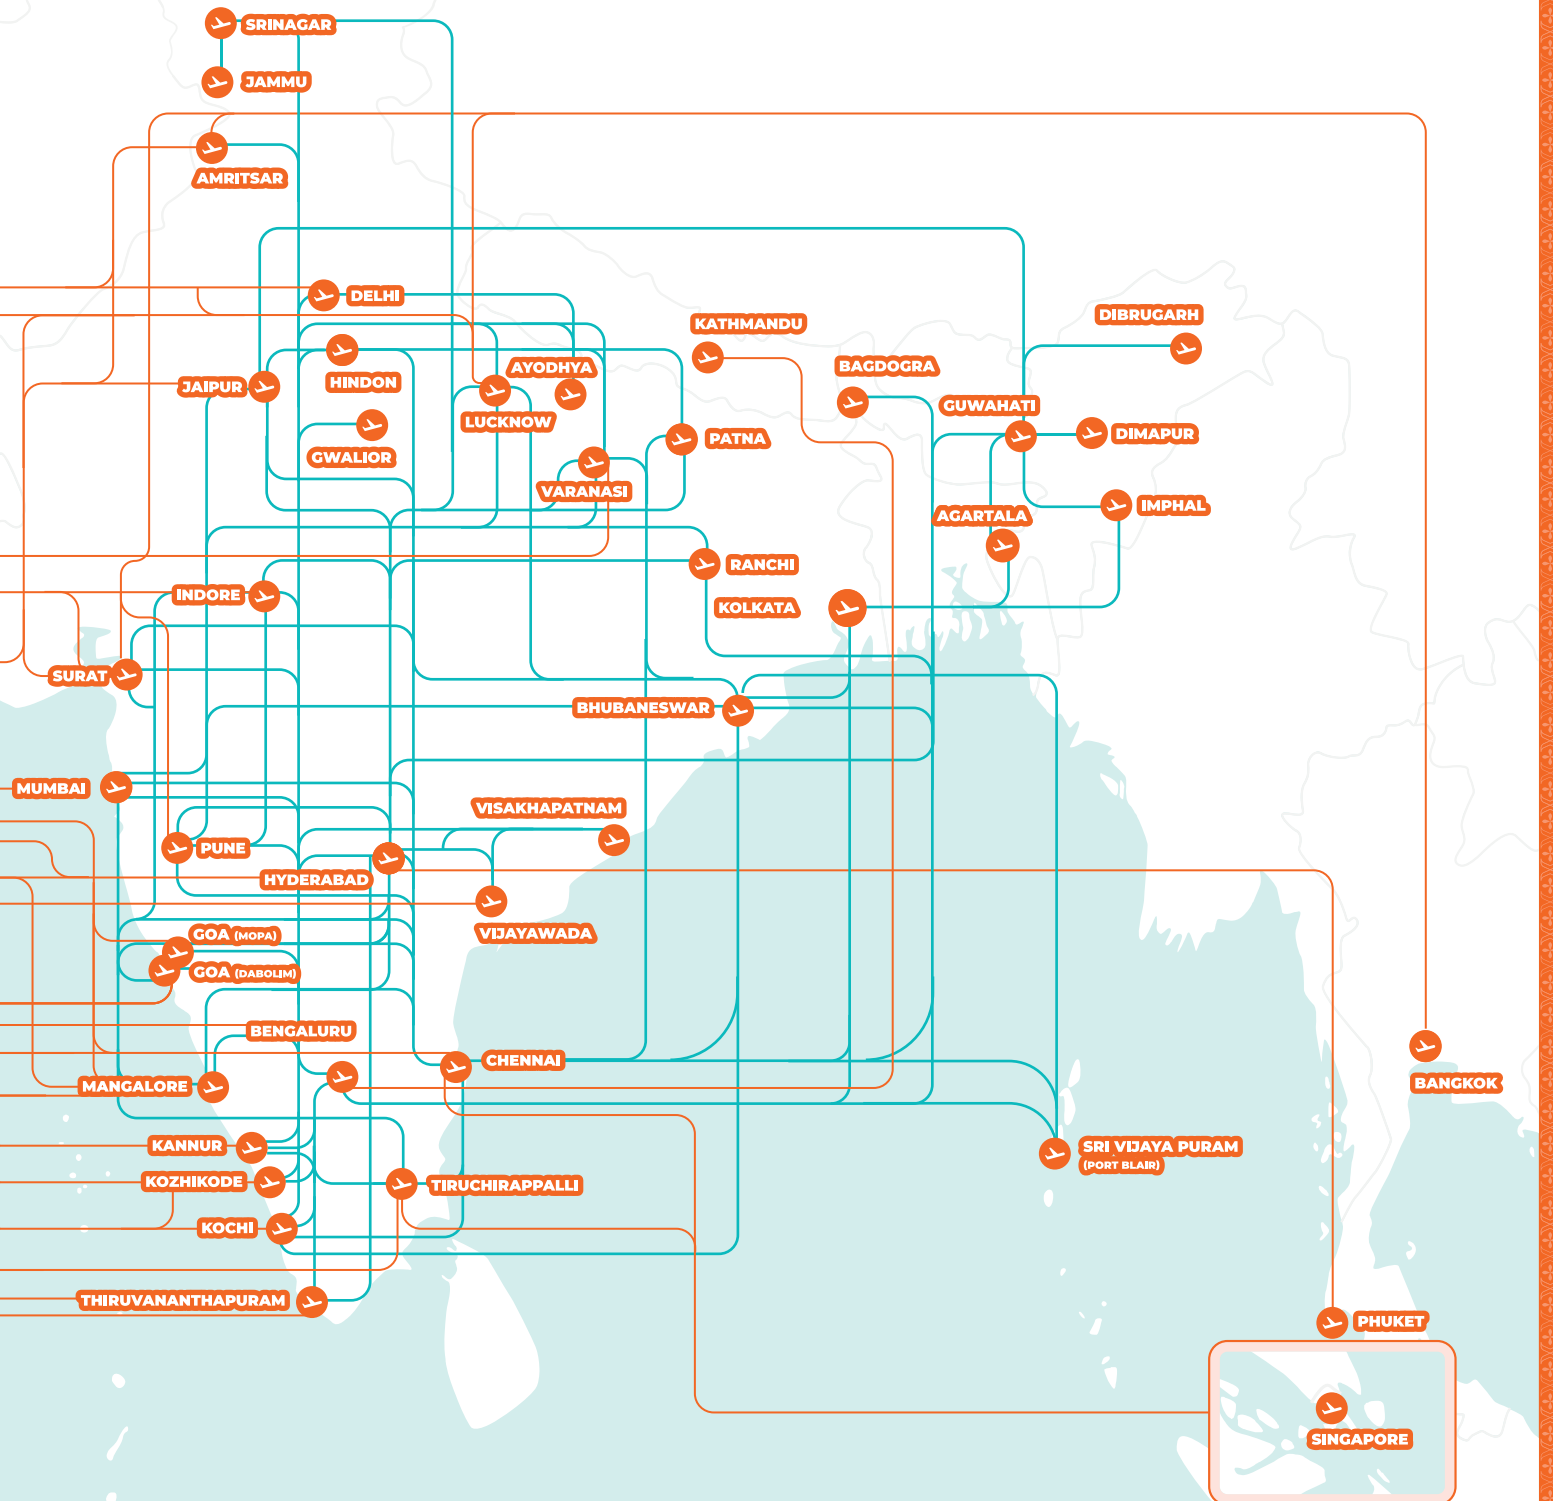 SRINAGAR
JAMMU
AMRITSAR
DELHI
KATHMANDU
DIBRUGARH
HINDON
AYODHYA
BAGDOGRA
JAIPUR
GUWAHATI
LUCKNOW
DIMAPUR
PATNA
GWALIOR
VARANASI
IMPHAL
AGARTALA
RANCHI
INDORE
KOLKATA
SURAT
BHUBANESWAR
MUMBAI
VISAKHAPATNAM
PUNE
HYDERABAD
VIJAYAWADA
GOA (MOPA)
GOA (DABOLIM)
BENGALURU
CHENNAI
MANGALORE
BANGKOK
KANNUR
SRI VIJAYA PURAM
(PORT BLAIR)
KOZHIKODE
TIRUCHIRAPPALLI
KOCHI
THIRUVANANTHAPURAM
PHUKET
SINGAPORE